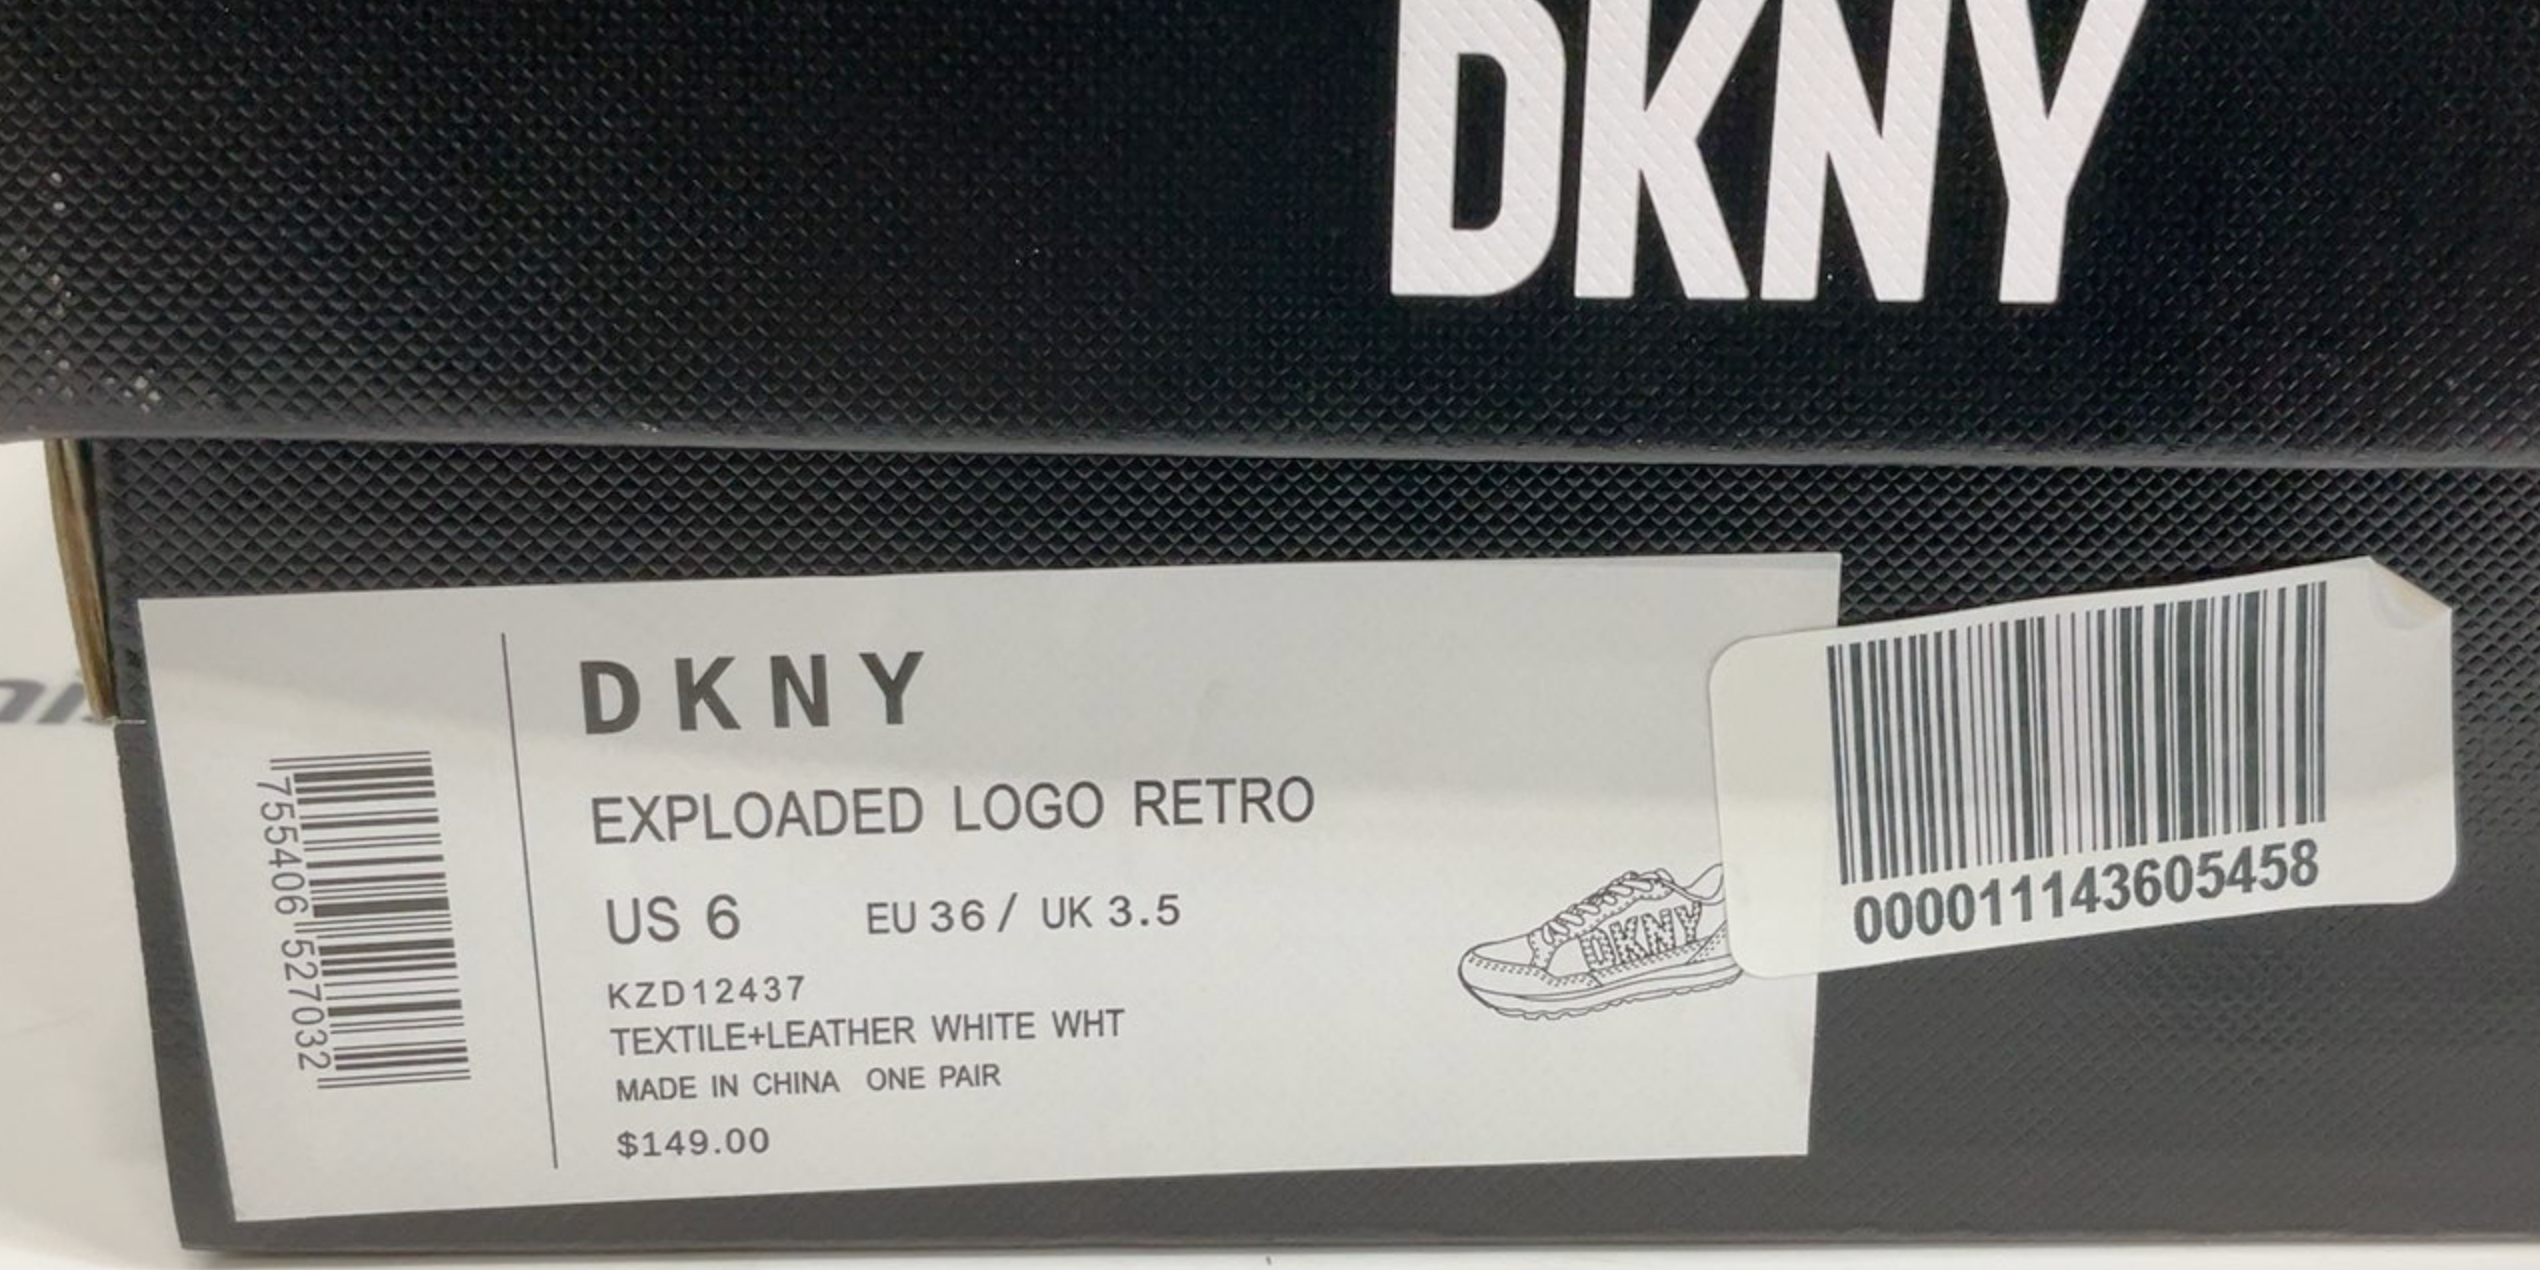 DKNY
DKNY
EXPLOADED LOGO RETRO
US 6 EU 36 / UK 3.5
KZD12437
TEXTILE+LEATHER WHITE WHT
MADE IN CHINA ONE PAIR
$149.00
755406 527032
DKNY
000011143605458